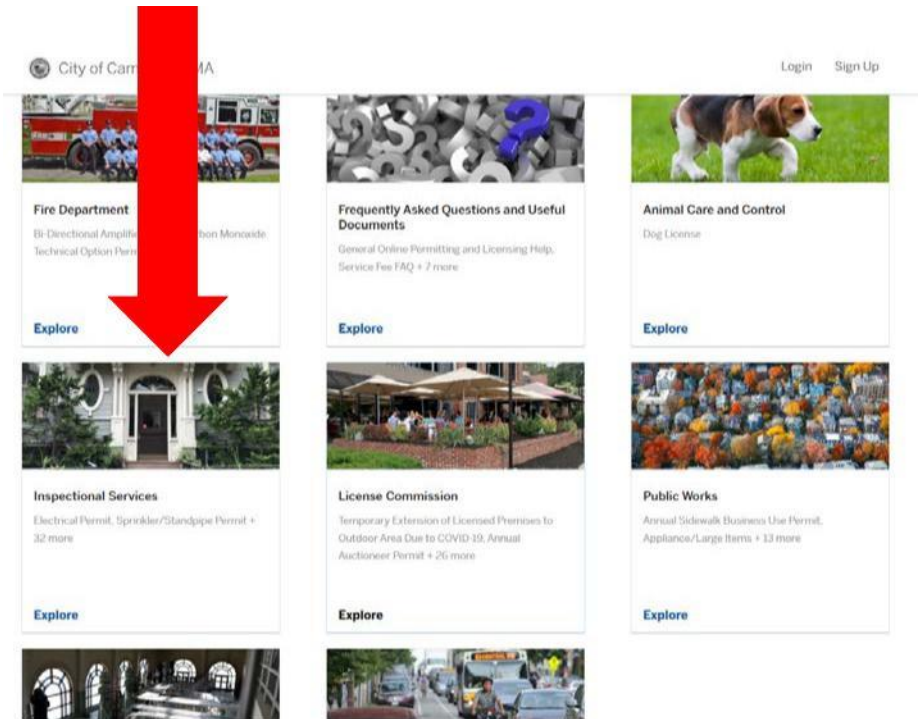 City of Cam MA
Login Sign Up
Fire Department
Bi-Directional Amplifi bon Monoxide
Technical Option Perm
Explore
Frequently Asked Questions and Useful
Documents
General Online Permitting and Licensing Help,
Service Fee FAQ + 7 more
Explore
Animal Care and Control
Dog License
Explore
Inspectional Services
Electrical Permit, Sprinkler/Standpipe Permit +
32 more
Explore
License Commission
Temporary Extension of Licensed Premises to
Outdoor Area Due to COVID-19, Annual
Auctioneer Permit + 26 more
Explore
Public Works
Annual Sidewalk Business Use Permit,
Appliance/Large Items + 13 more
Explore